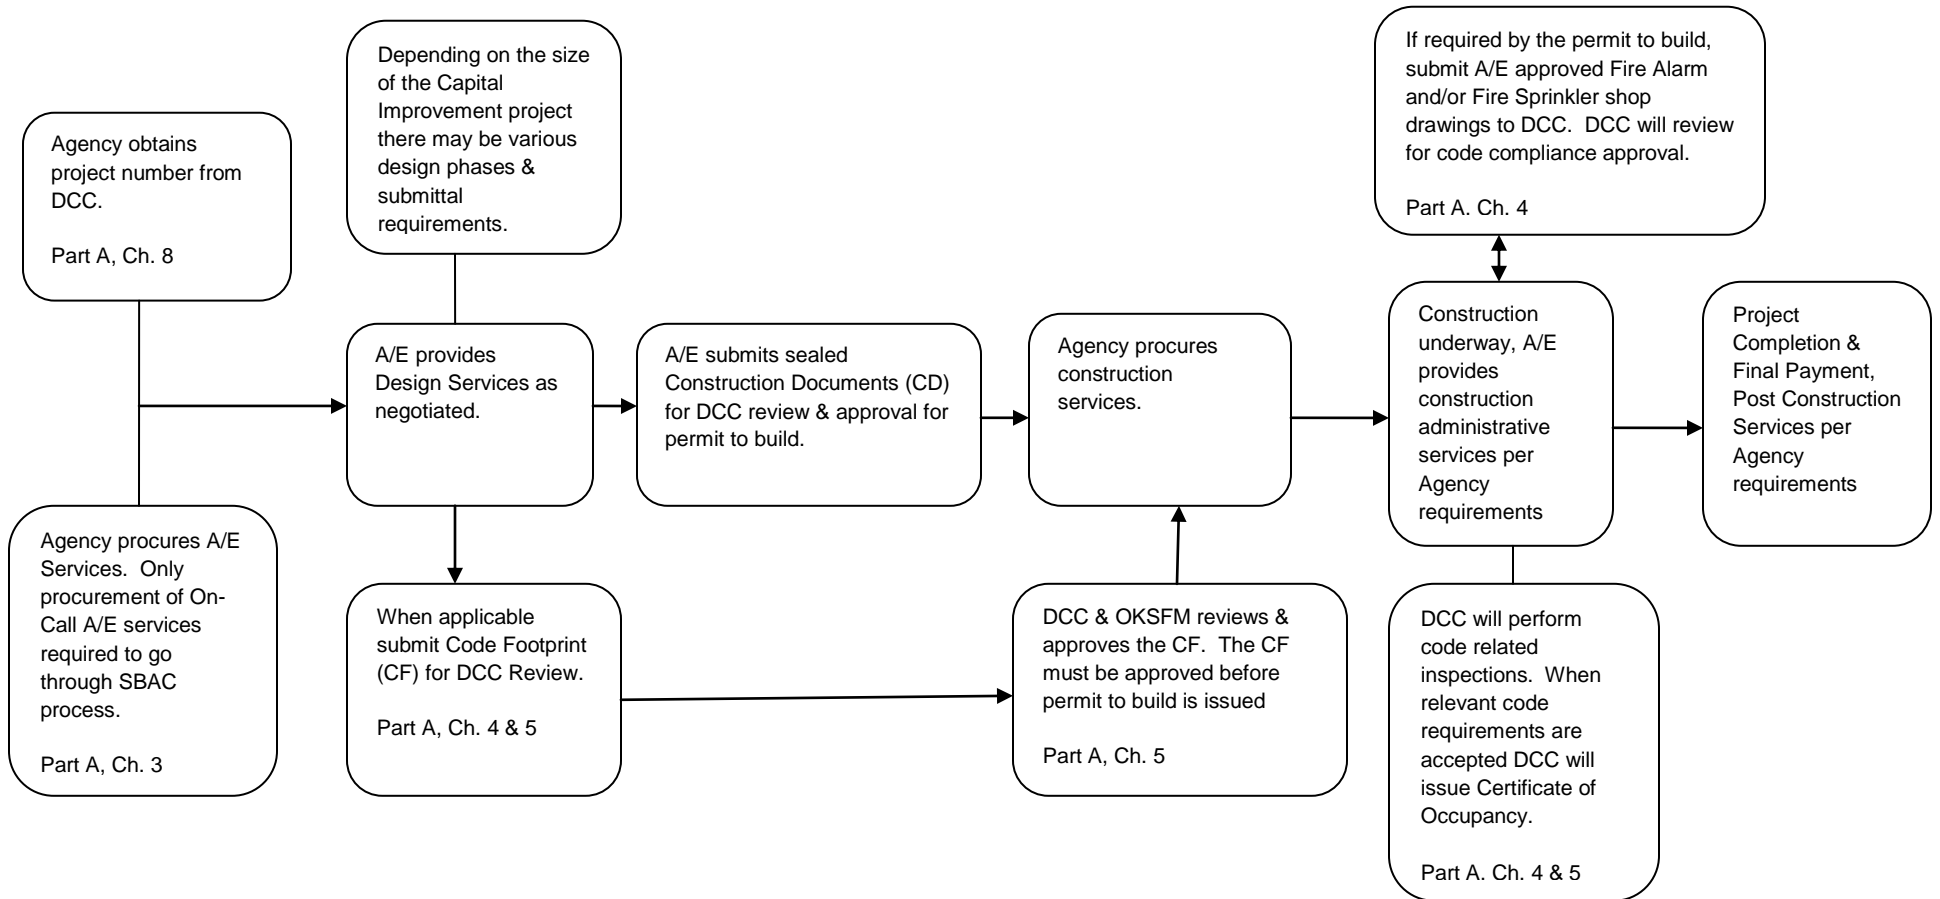 Agency obtains
project number from
DCC.
Part A, Ch. 8
Depending on the size
of the Capital
Improvement project
there may be various
design phases &
submittal
requirements.
If required by the permit to build,
submit A/E approved Fire Alarm
and/or Fire Sprinkler shop
drawings to DCC. DCC will review
for code compliance approval.
Part A. Ch. 4
A/E provides
Design Services as
negotiated.
A/E submits sealed
Construction Documents (CD)
for DCC review & approval for
permit to build.
Agency procures
construction
services.
Construction
underway, A/E
provides
construction
administrative
services per
Agency
requirements
Project
Completion &
Final Payment,
Post Construction
Services per
Agency
requirements
Agency procures A/E
Services. Only
procurement of On-
Call A/E services
required to go
through SBAC
process.
Part A, Ch. 3
When applicable
submit Code Footprint
(CF) for DCC Review.
Part A, Ch. 4 & 5
DCC & OKSFM reviews &
approves the CF. The CF
must be approved before
permit to build is issued
Part A, Ch. 5
DCC will perform
code related
inspections. When
relevant code
requirements are
accepted DCC will
issue Certificate of
Occupancy.
Part A. Ch. 4 & 5